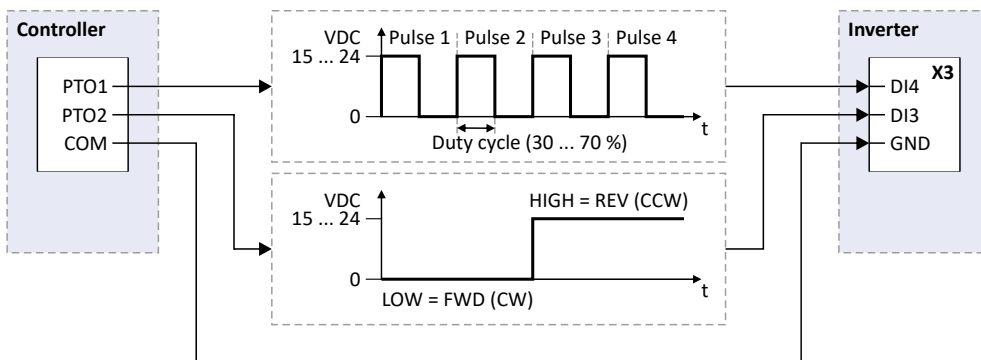 Controller
PTO1
PTO2
COM
VDC
15 ... 24
0
Pulse 1 Pulse 2 Pulse 3 Pulse 4
t
Duty cycle (30 ... 70 %)
VDC
15 ... 24
0
HIGH = REV (CCW)
LOW = FWD (CW)
t
Inverter
X3
DI4
DI3
GND